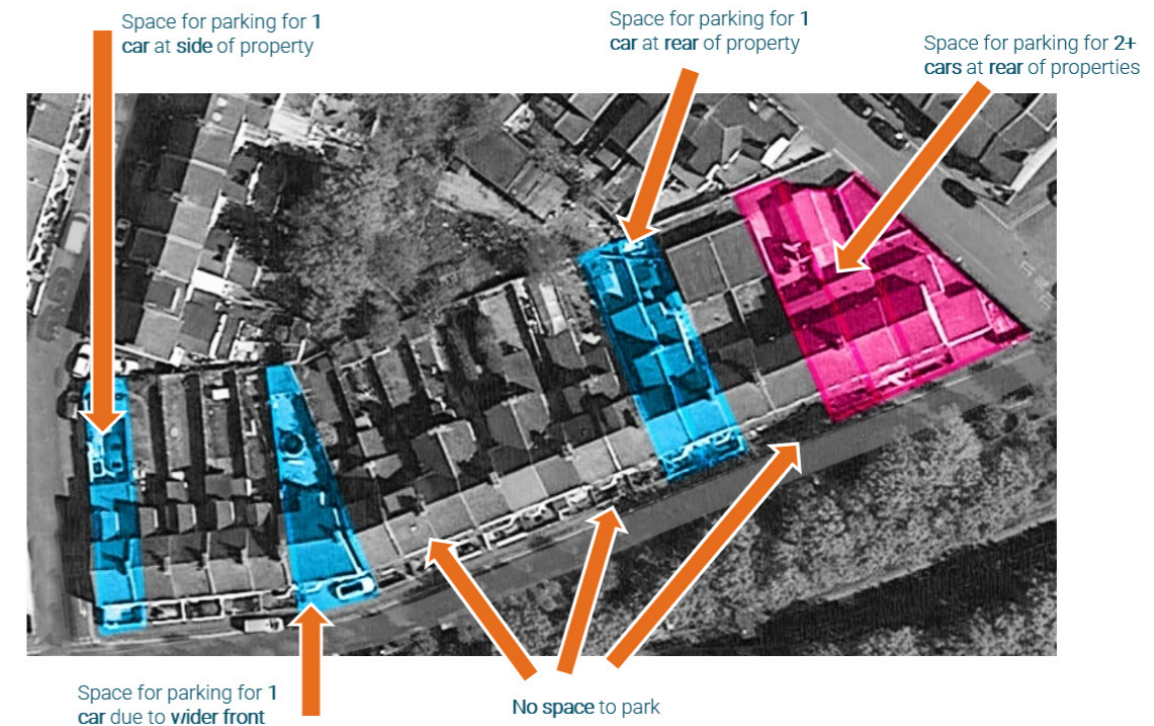 Space for parking for 1
car at side of property
Space for parking for 1
car at rear of property
Space for parking for 2+
cars at rear of properties
Space for parking for 1
car due to wider front
No space to park